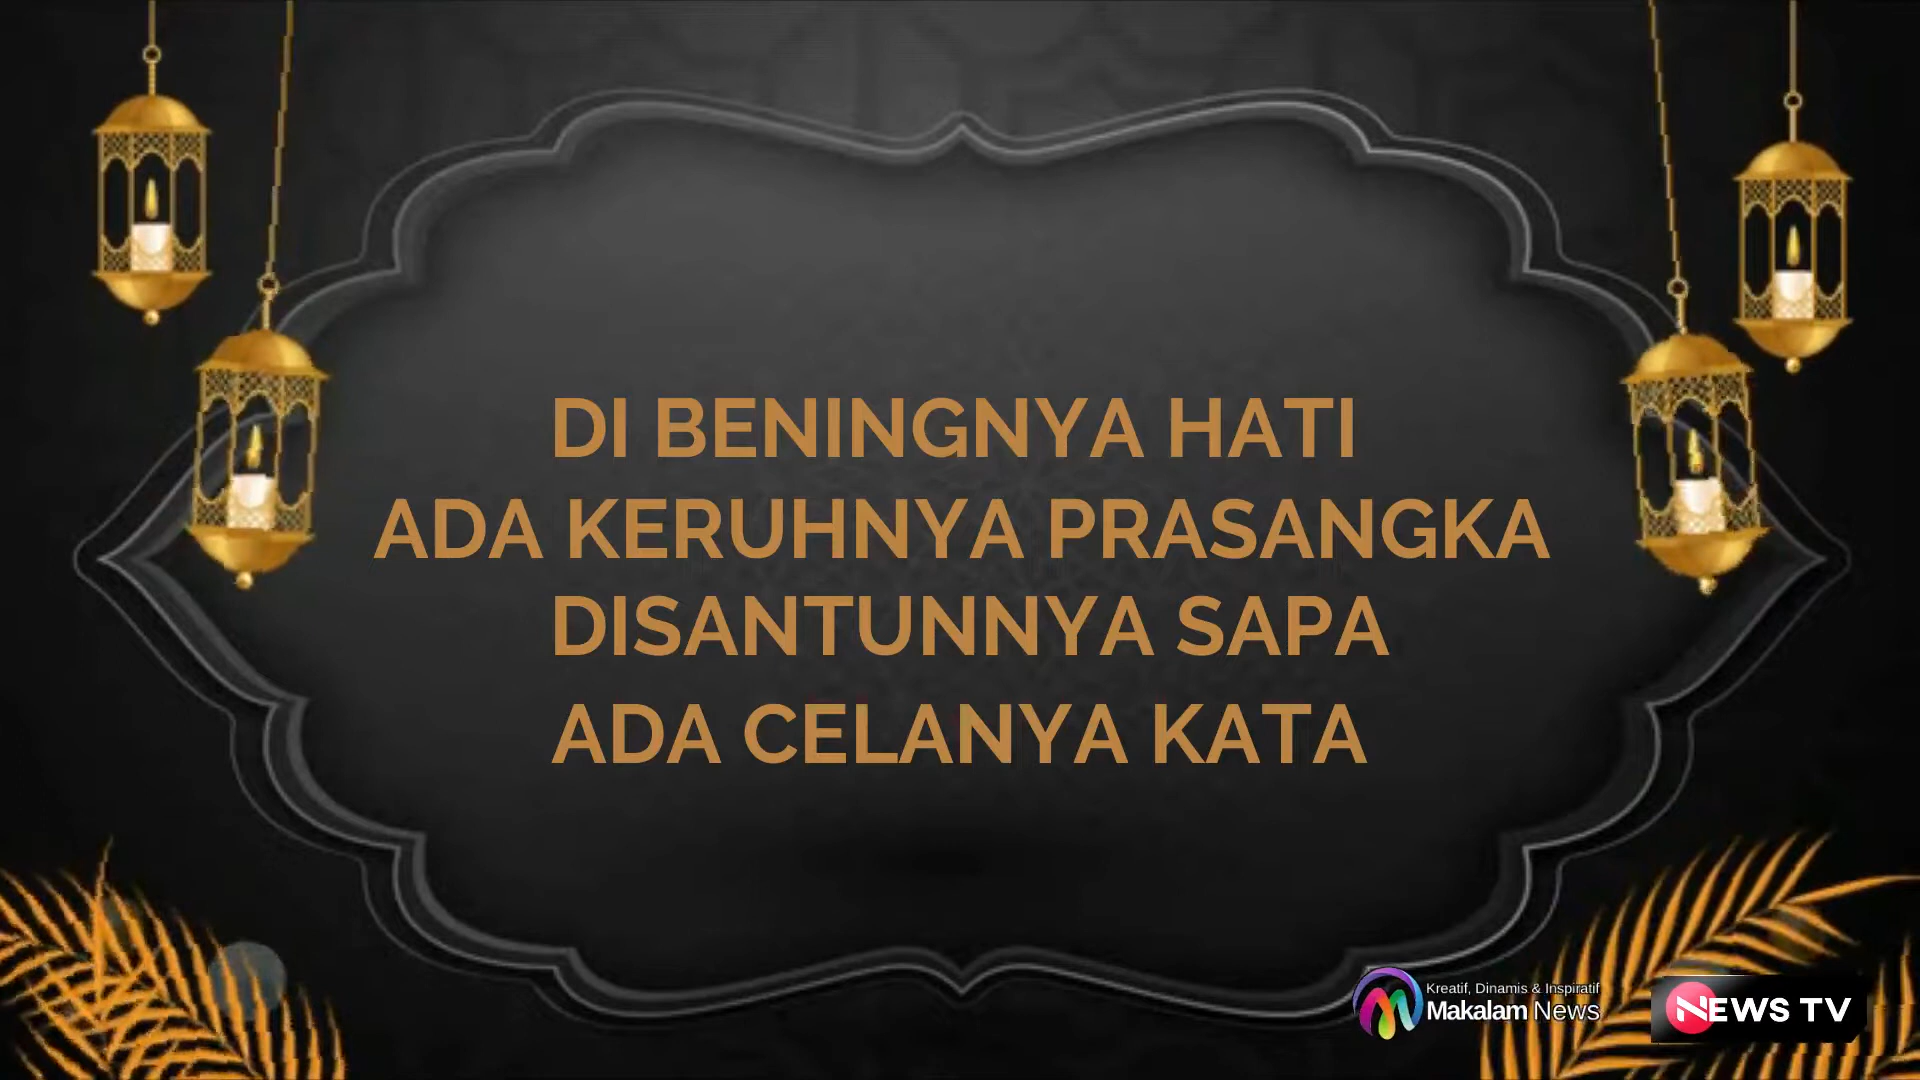 DI BENINGNYA HATI
ADA KERUHNYA PRASANGKA
DISANTUNNYA SAPA
ADA CELANYA KATA
Kreatif, Dinamis & Inspiratif
Makalam News
NEWS TV